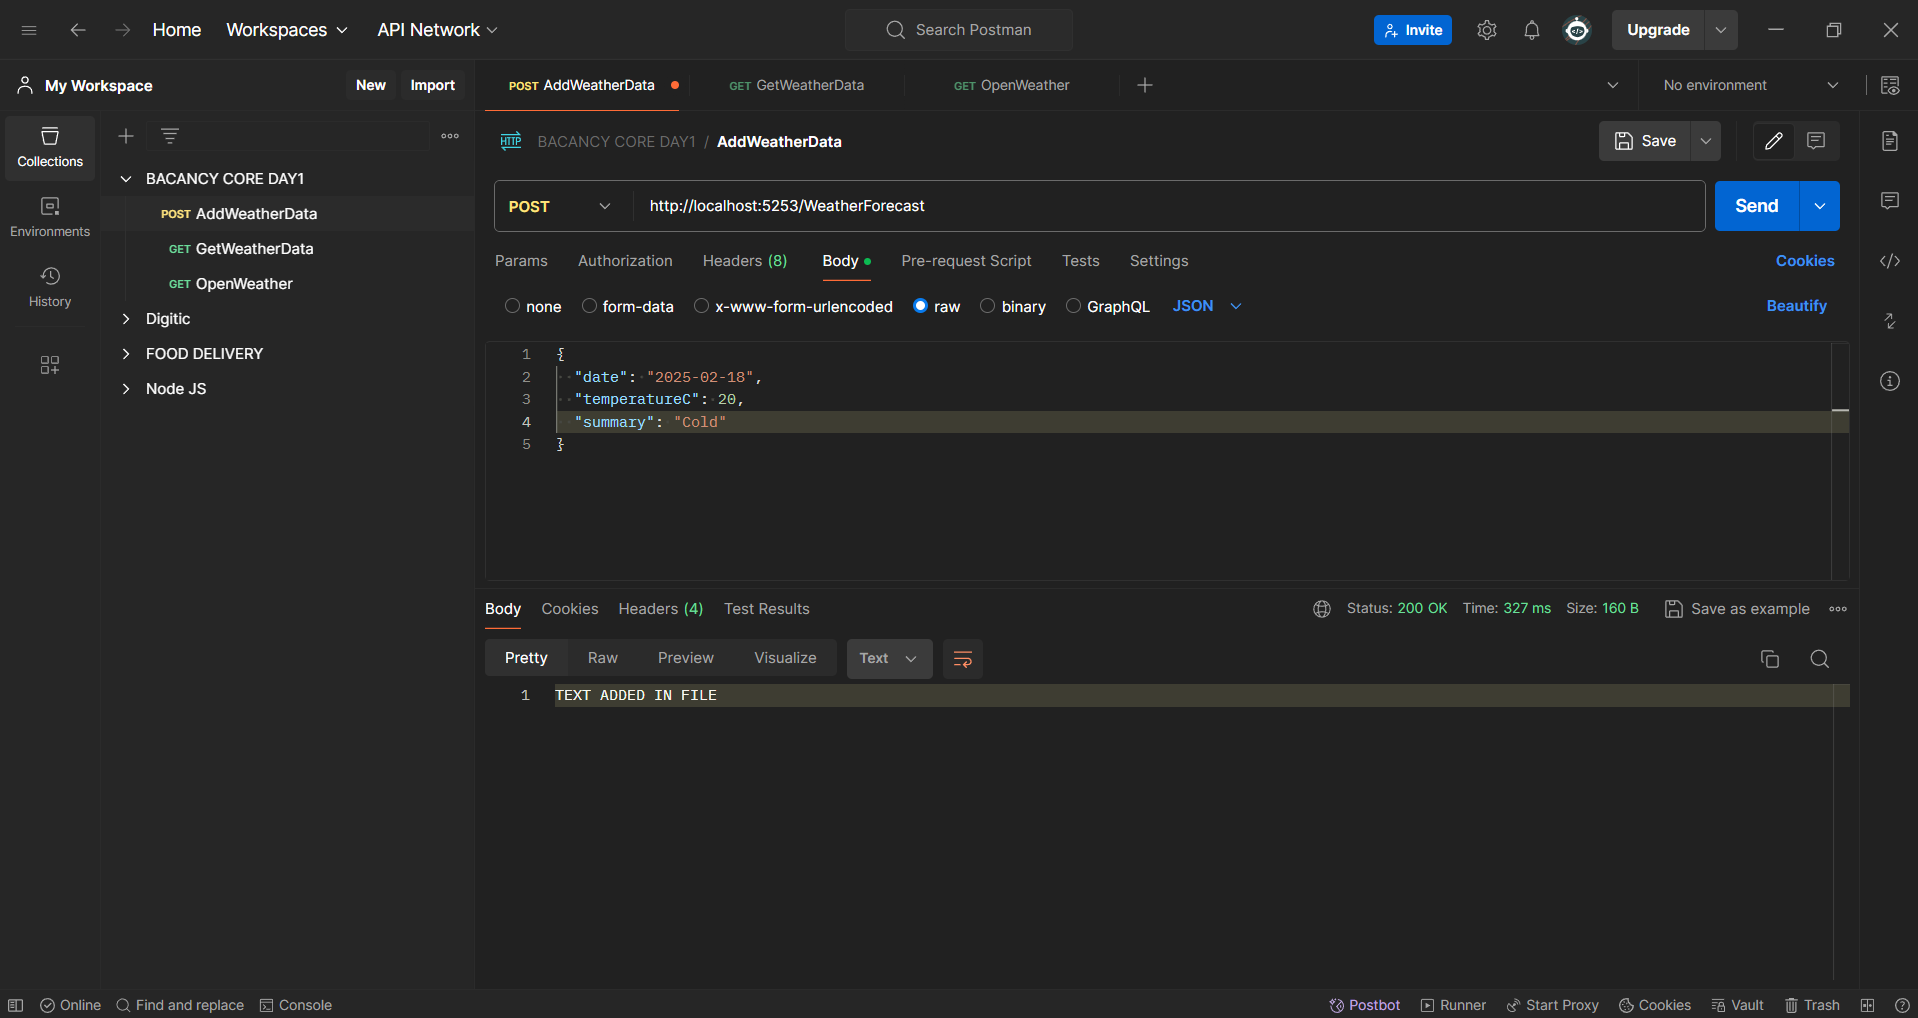 Home Workspaces API Network Search Postman Invite Upgrade
My Workspace New Import POST AddWeatherData GET GetWeatherData GET OpenWeather No environment
Collections
Environments
History
BACANCY CORE DAY1
POST AddWeatherData
GET GetWeatherData
GET OpenWeather
Digitic
FOOD DELIVERY
Node JS
HTTP BACANCY CORE DAY1 / AddWeatherData Save
POST http://localhost:5253/WeatherForecast Send
Params Authorization Headers (8) Body Pre-request Script Tests Settings Cookies
none form-data x-www-form-urlencoded raw binary GraphQL JSON Beautify
1 {
2 "date": "2025-02-18",
3 "temperatureC": 20,
4 "summary": "Cold"
5 }
Body Cookies Headers (4) Test Results Status: 200 OK Time: 327 ms Size: 160 B Save as example
Pretty Raw Preview Visualize Text
1 TEXT ADDED IN FILE
Online Find and replace Console Postbot Runner Start Proxy Cookies Vault Trash